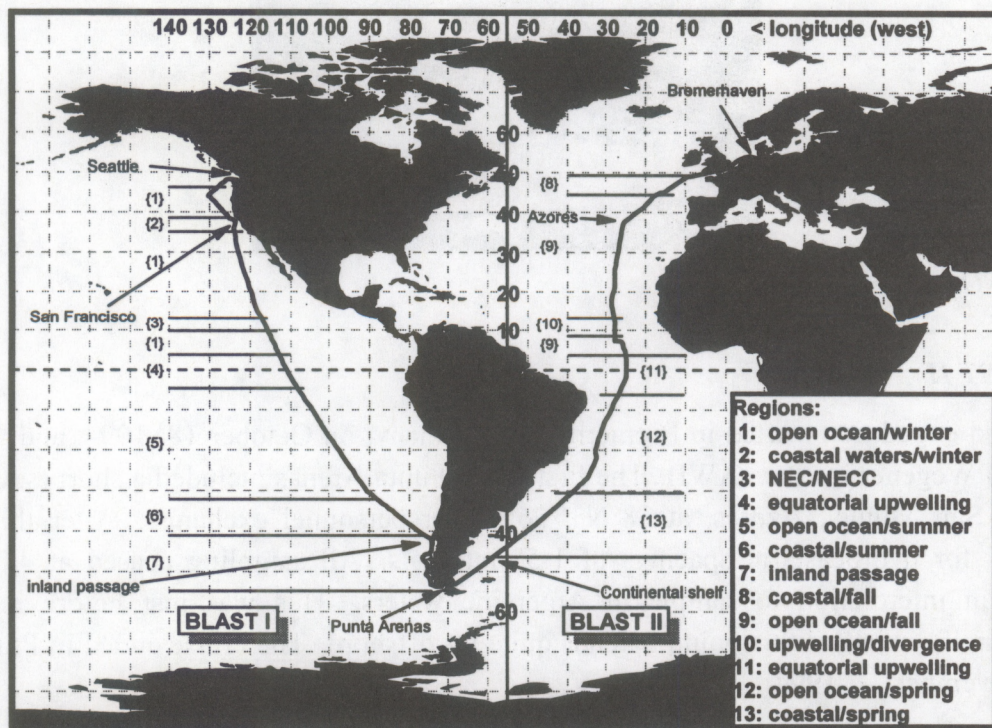 140 130 120 110 100 90 80 70 60 50 40 30 20 10 0 < longitude (west)
Bremerhaven
60
Seattle
50
{8}
{1}
40
Azores
{2}
{9}
{1}
30
20
San Francisco
{3}
{10}
10
{1}
{9}
{4}
{11}
Regions:
{5}
{12}
1: open ocean/winter
2: coastal waters/winter
3: NEC/NECC
{6}
{13}
4: equatorial upwelling
-40
5: open ocean/summer
{7}
6: coastal/summer
inland passage
7: inland passage
Continental shelf
8: coastal/fall
-60
BLAST I
Punta Arenas
BLAST II
9: open ocean/fall
10: upwelling/divergence
11: equatorial upwelling
12: open ocean/spring
13: coastal/spring